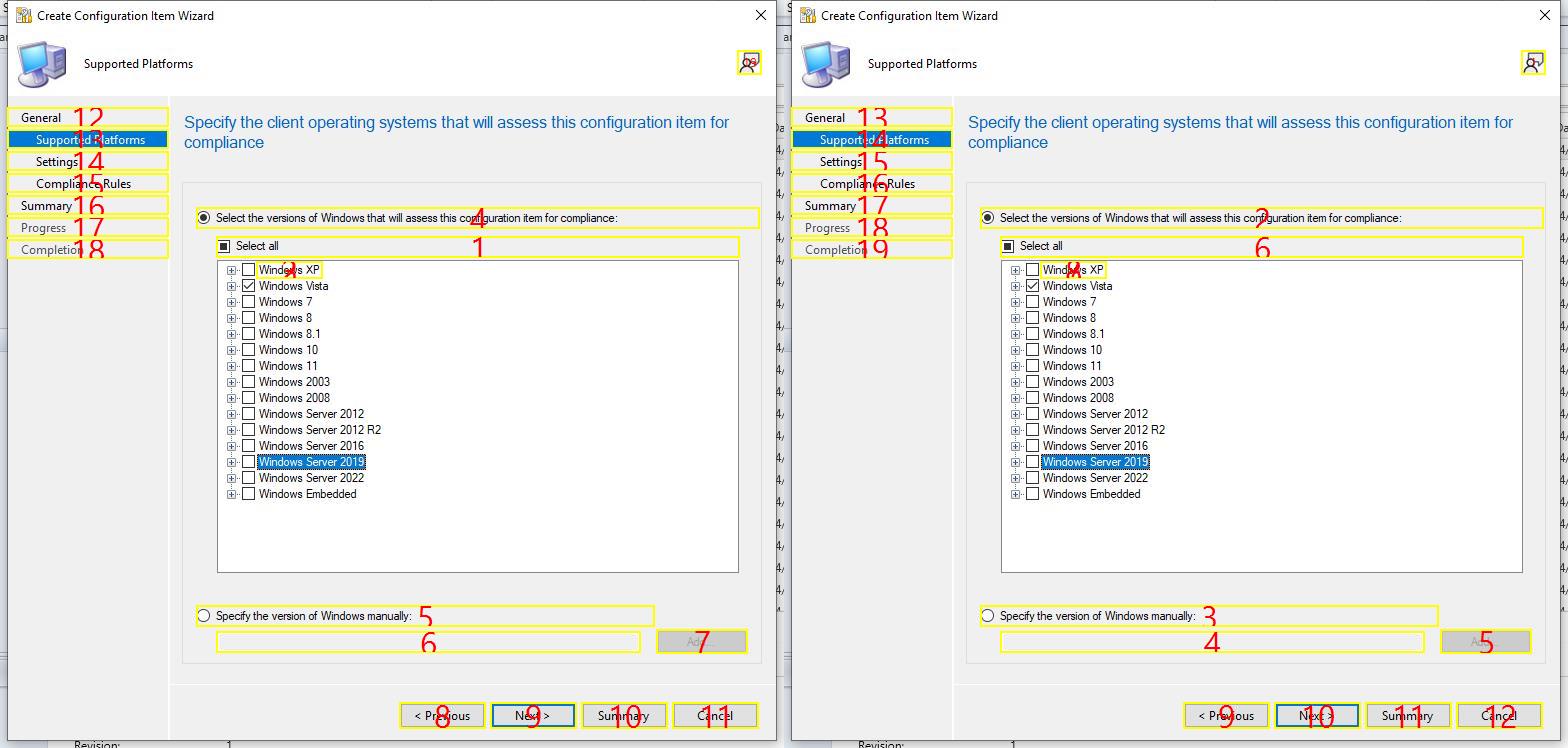 Create Configuration Item Wizard
Supported Platforms
General 12
Supported Platforms 13
Settings 14
Compliance Rules 15
Summary 16
Progress 17
Completion 18
Specify the client operating systems that will assess this configuration item for
compliance
Select the versions of Windows that will assess this configuration item for compliance: 4
Select all 1
Windows XP
Windows Vista
Windows 7
Windows 8
Windows 8.1
Windows 10
Windows 11
Windows 2003
Windows 2008
Windows Server 2012
Windows Server 2012 R2
Windows Server 2016
Windows Server 2019
Windows Server 2022
Windows Embedded
Specify the version of Windows manually: 5
6
Add... 7
< Previous 8
Next > 9
Summary 10
Cancel 11
Revision: 1
Create Configuration Item Wizard
Supported Platforms
General 13
Supported Platforms 14
Settings 15
Compliance Rules 16
Summary 17
Progress 18
Completion 19
Specify the client operating systems that will assess this configuration item for
compliance
Select the versions of Windows that will assess this configuration item for compliance: 2
Select all 6
Windows XP
Windows Vista
Windows 7
Windows 8
Windows 8.1
Windows 10
Windows 11
Windows 2003
Windows 2008
Windows Server 2012
Windows Server 2012 R2
Windows Server 2016
Windows Server 2019
Windows Server 2022
Windows Embedded
Specify the version of Windows manually: 3
4
Add... 5
< Previous 9
Next > 10
Summary 11
Cancel 12
Revision: 1